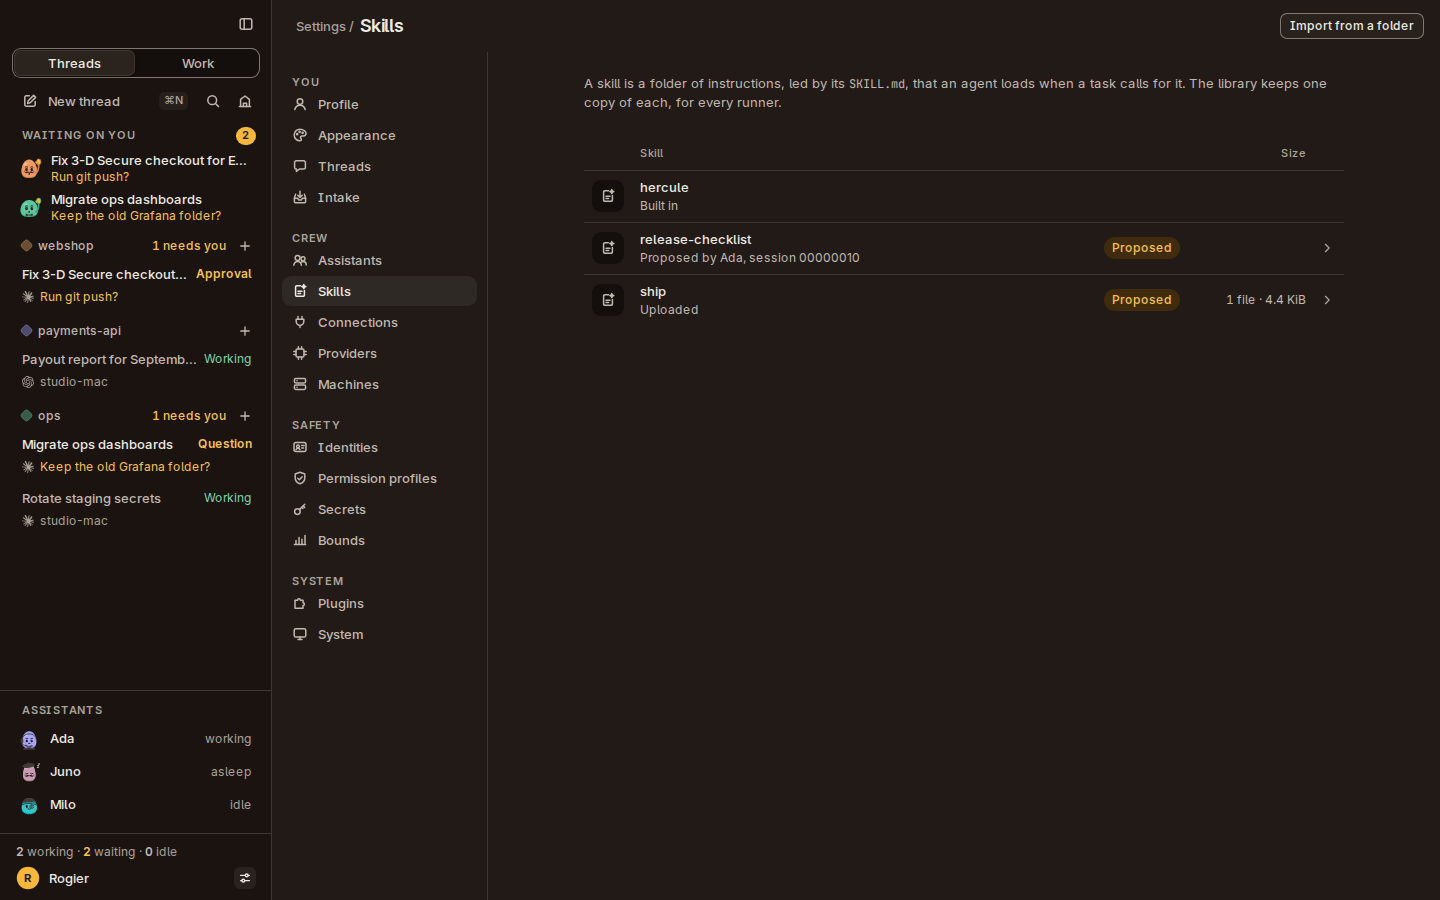 Threads
Work
New thread
⌘N
WAITING ON YOU
2
Fix 3-D Secure checkout for E...
Run git push?
Migrate ops dashboards
Keep the old Grafana folder?
webshop
1 needs you
Fix 3-D Secure checkout...
Approval
Run git push?
payments-api
Payout report for Septemb...
Working
studio-mac
ops
1 needs you
Migrate ops dashboards
Question
Keep the old Grafana folder?
Rotate staging secrets
Working
studio-mac
ASSISTANTS
Ada
working
Juno
asleep
Milo
idle
2 working · 2 waiting · 0 idle
R
Rogier
Settings / Skills
Import from a folder
YOU
Profile
Appearance
Threads
Intake
CREW
Assistants
Skills
Connections
Providers
Machines
SAFETY
Identities
Permission profiles
Secrets
Bounds
SYSTEM
Plugins
System
A skill is a folder of instructions, led by its SKILL.md, that an agent loads when a task calls for it. The library keeps one
copy of each, for every runner.
Skill
Size
hercule
Built in
release-checklist
Proposed by Ada, session 00000010
Proposed
ship
Uploaded
Proposed
1 file · 4.4 KiB